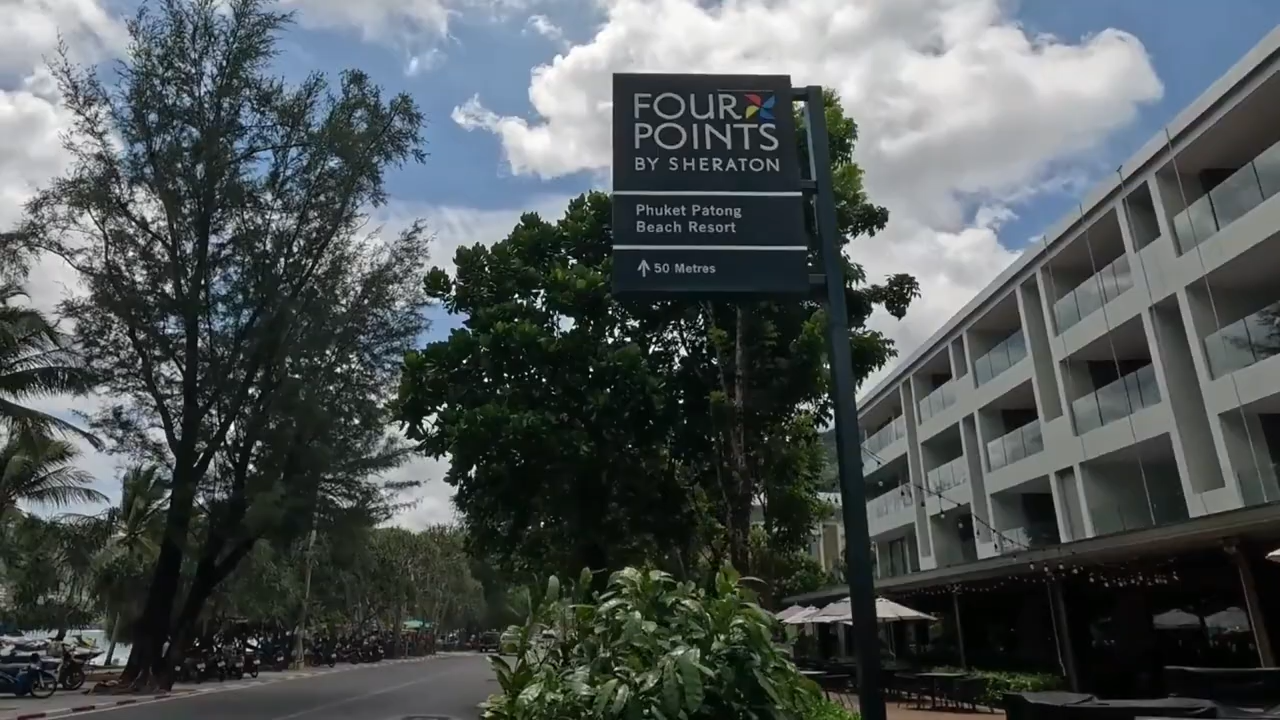 FOUR
POINTS
BY SHERATON
Phuket Patong
Beach Resort
↑ 50 Metres